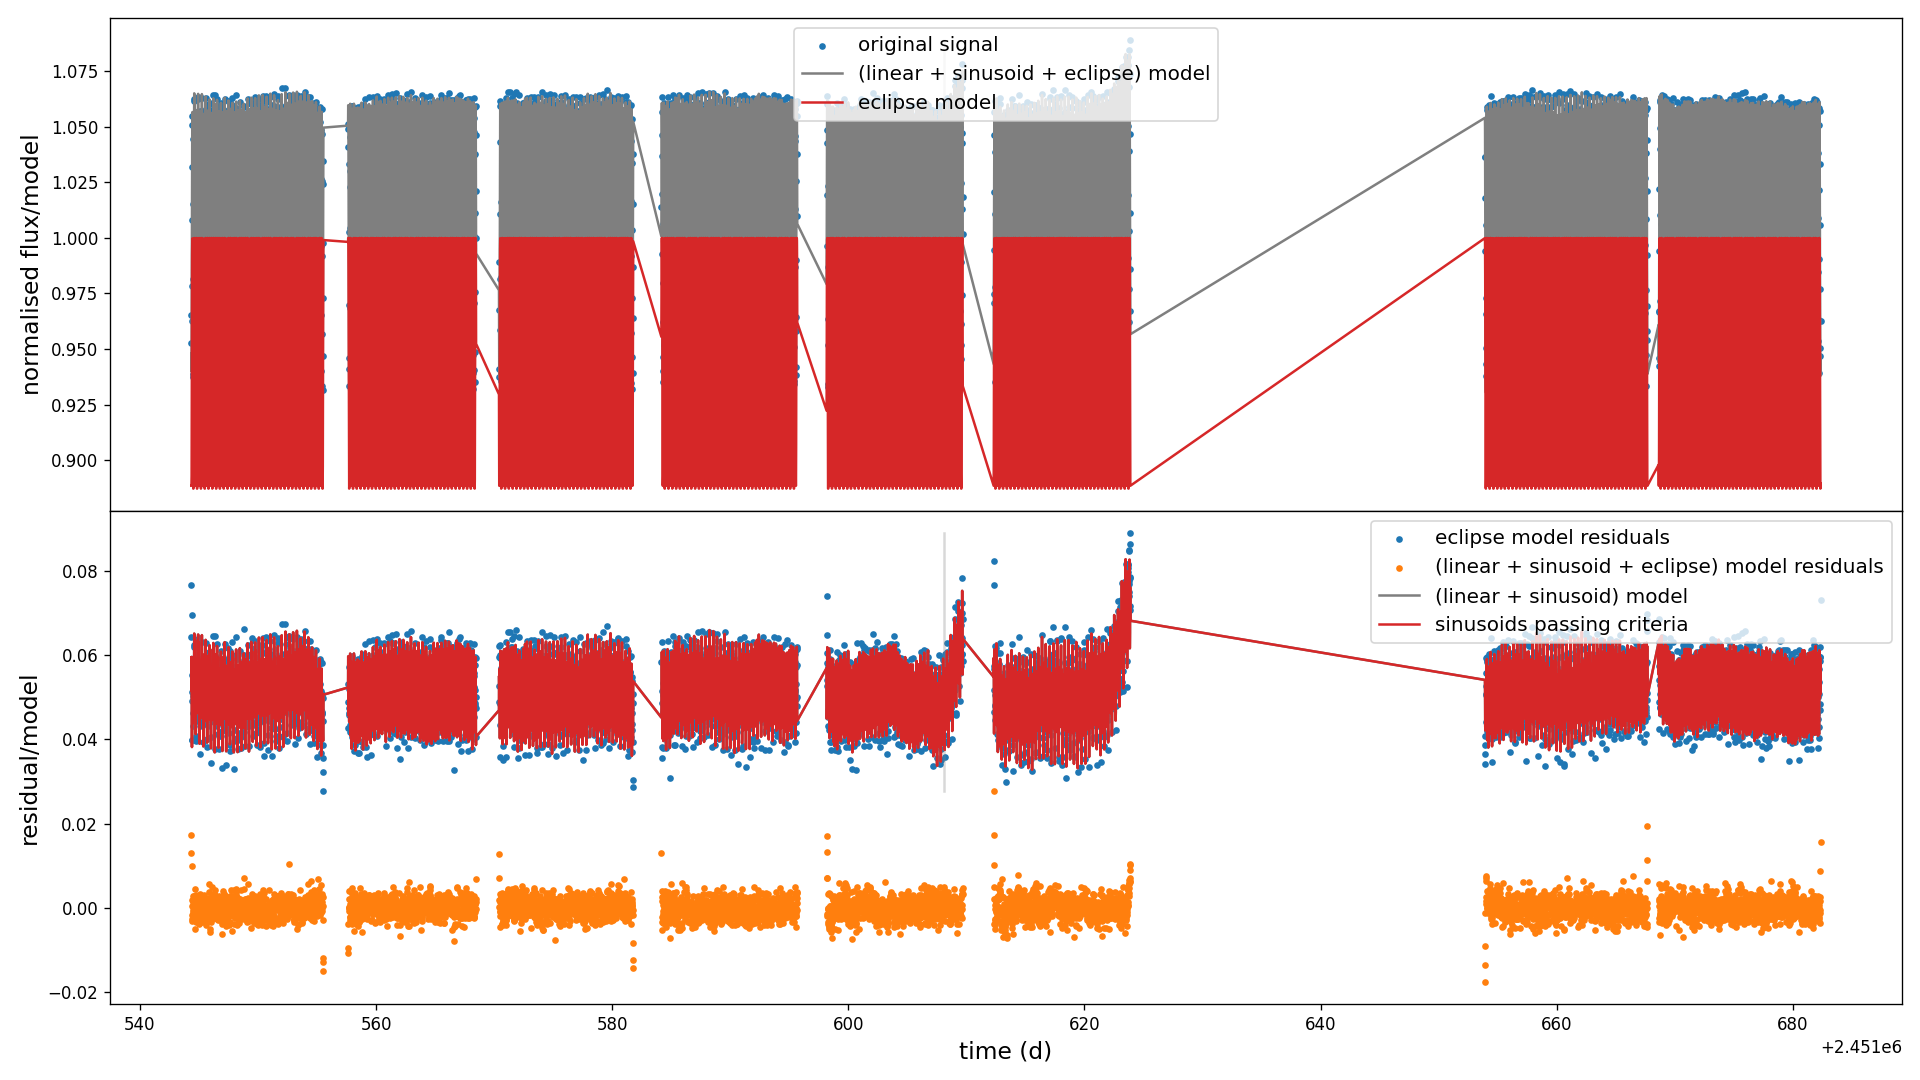 original signal
(linear + sinusoid + eclipse) model
eclipse model
normalised flux/model
1.075
1.050
1.025
1.000
0.975
0.950
0.925
0.900
eclipse model residuals
(linear + sinusoid + eclipse) model residuals
(linear + sinusoid) model
sinusoids passing criteria
residual/model
0.08
0.06
0.04
0.02
0.00
−0.02
540 560 580 600 620 640 660 680
time (d)
+2.451e6